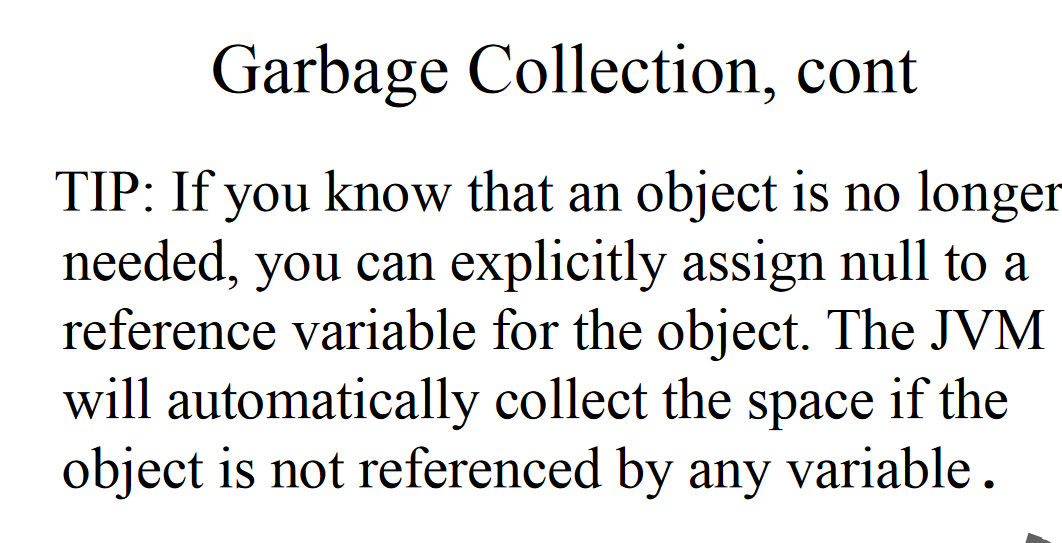 Garbage Collection, cont
TIP: If you know that an object is no longer
needed, you can explicitly assign null to a
reference variable for the object. The JVM
will automatically collect the space if the
object is not referenced by any variable.